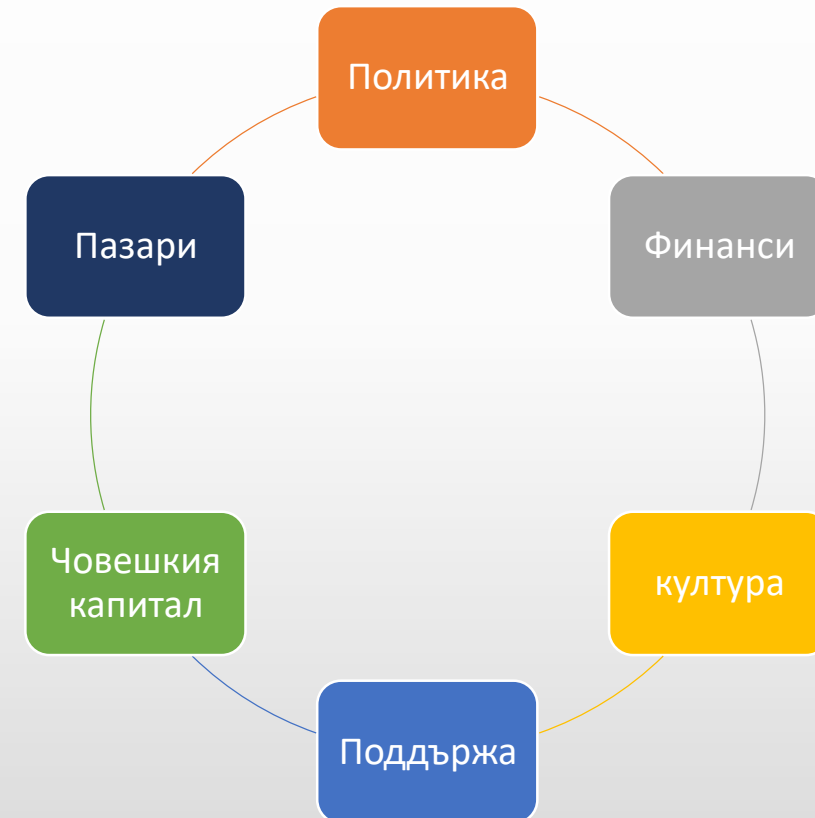 Политика
Финанси
култура
Поддържа
Човешкия
капитал
Пазари